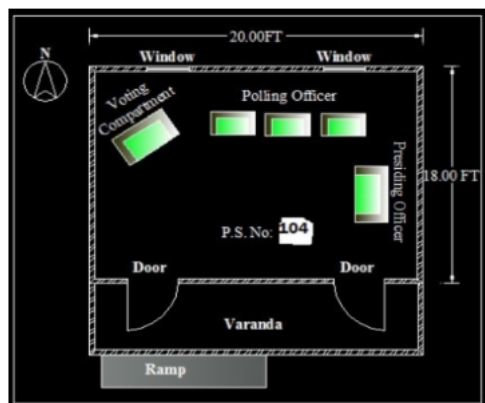 20.00FT
N
Window
Window
Voting
Compartment
Polling Officer
Presiding Officer
18.00 FT
P.S. No: 104
Door
Door
Varanda
Ramp